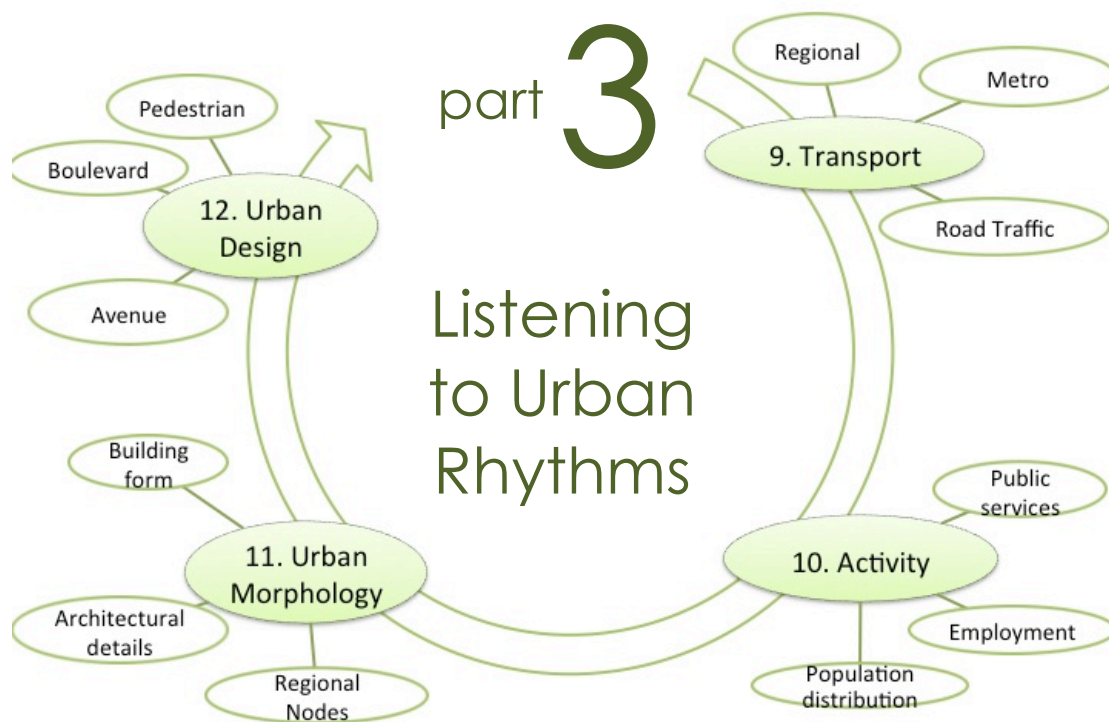 part 3
Listening
to Urban
Rhythms
9. Transport
Regional
Metro
Road Traffic
10. Activity
Public
services
Employment
Population
distribution
11. Urban
Morphology
Building
form
Architectural
details
Regional
Nodes
12. Urban
Design
Pedestrian
Boulevard
Avenue